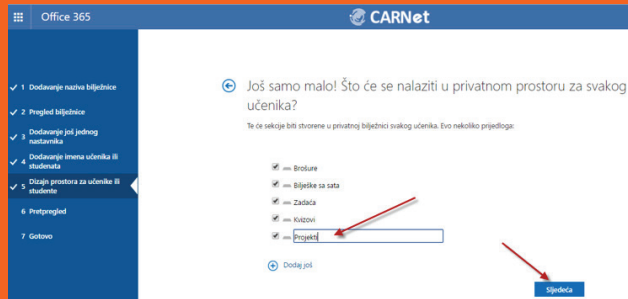 Office 365
CARNet
✓ 1 Dodavanje naziva bilježnice
✓ 2 Pregled bilježnice
✓ 3 Dodavanje još jednog
nastavnika
✓ 4 Dodavanje imena učenika ili
studenata
✓ 5 Dizajn prostora za učenike ili
studente
6 Pretpregled
7 Gotovo
Još samo malo! Što će se nalaziti u privatnom prostoru za svakog
učenika?
Te će sekcije biti stvorene u privatnoj bilježnici svakog učenika. Evo nekoliko prijedloga:
Brošure
Bilješke sa sata
Zadaća
Kvizovi
Projekti
Dodaj još
Sljedeća